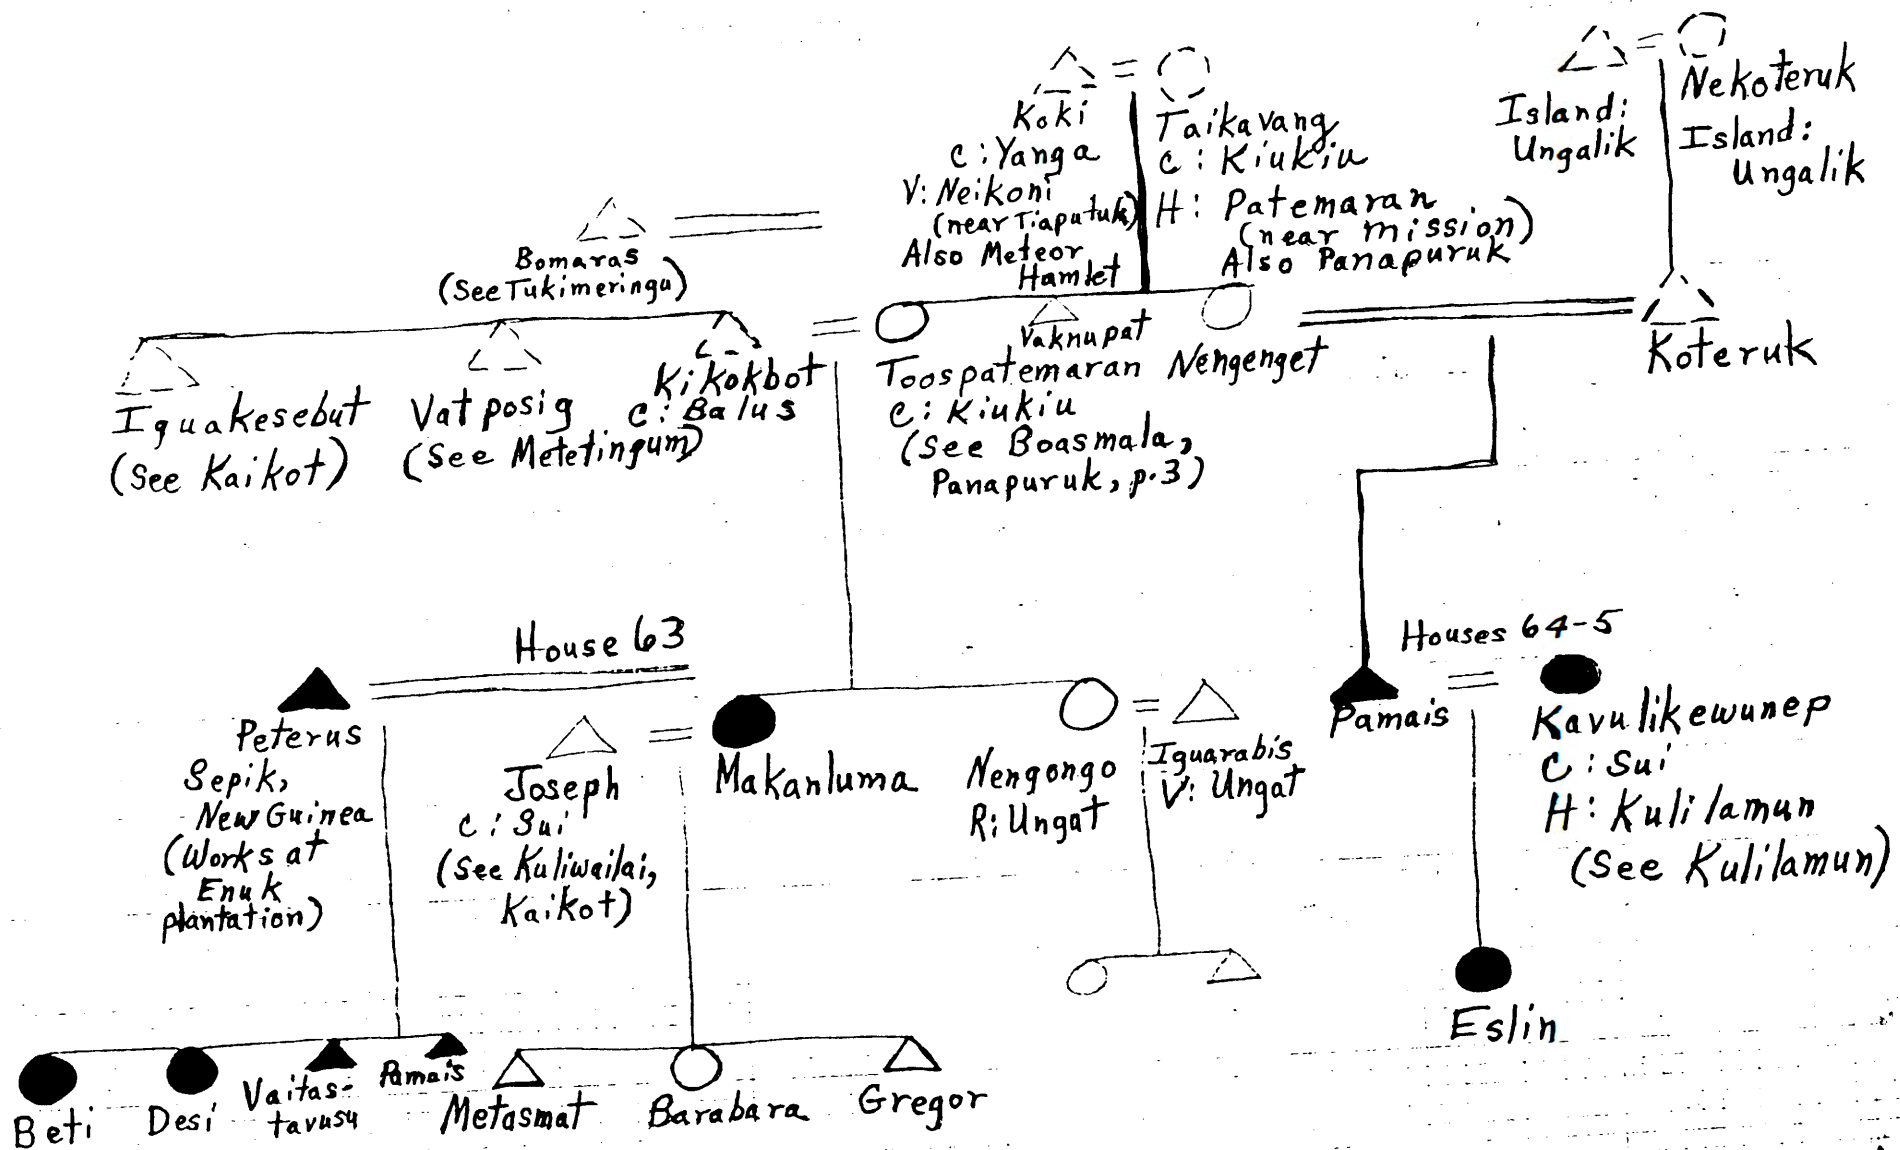 Koki
C: Yanga
V: Neikoni
(near Tiaputuk)
Also Meteor
Hamlet
Taikavang
C: Kiukiu
H: Patemaran
(near mission)
Also Panapuruk
Island:
Ungalik
Nekoteruk
Island:
Ungalik
Bomaras
(See Tukimeringu)
Iguakesebut
(See Kaikot)
Vatposig
(See Metetingum)
Kikokbot
C: Balus
Toospatemaran
C: Kiukiu
(See Boasmala,
Panapuruk, p.3)
Vaknupat
Nengenget
Koteruk
House 63
Peterus
Sepik,
New Guinea
(Works at
Enuk
plantation)
Joseph
C: Sui
(See Kuliwailai,
Kaikot)
Makanluma
Nengongo
R: Ungat
Iguarabis
V: Ungat
Houses 64-5
Pamais
Kavulikewunep
C: Sui
H: Kulilamun
(See Kulilamun)
Beti
Desi
Vaitas-
tavusu
Pamais
Metasmat
Barabara
Gregor
Eslin